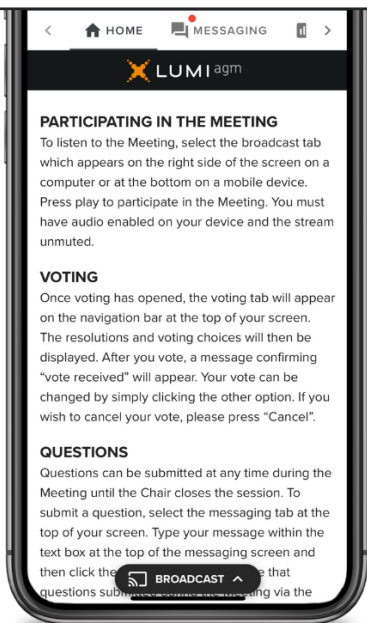 HOME MESSAGING
LUMI agm
PARTICIPATING IN THE MEETING
To listen to the Meeting, select the broadcast tab
which appears on the right side of the screen on a
computer or at the bottom on a mobile device.
Press play to participate in the Meeting. You must
have audio enabled on your device and the stream
unmuted.
VOTING
Once voting has opened, the voting tab will appear
on the navigation bar at the top of your screen.
The resolutions and voting choices will then be
displayed. After you vote, a message confirming
“vote received” will appear. Your vote can be
changed by simply clicking the other option. If you
wish to cancel your vote, please press “Cancel”.
QUESTIONS
Questions can be submitted at any time during the
Meeting until the Chair closes the session. To
submit a question, select the messaging tab at the
top of your screen. Type your message within the
text box at the top of the messaging screen and
then click the that
BROADCAST
questions the via the